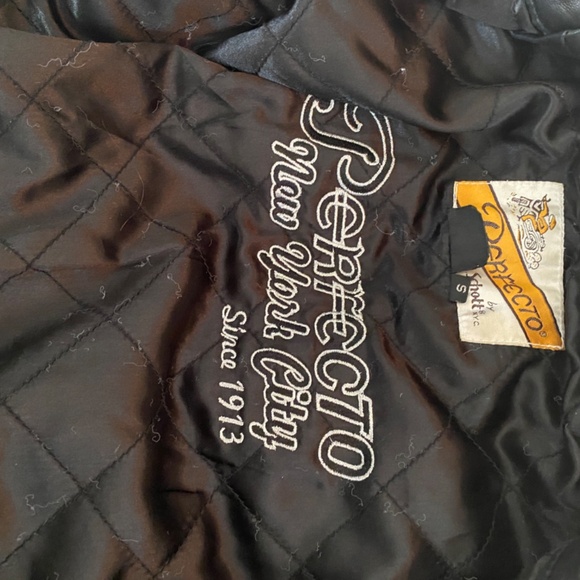 PERFECTO
New York City
Since 1913
PERFECTO®
by
Schott
N.Y.C
S